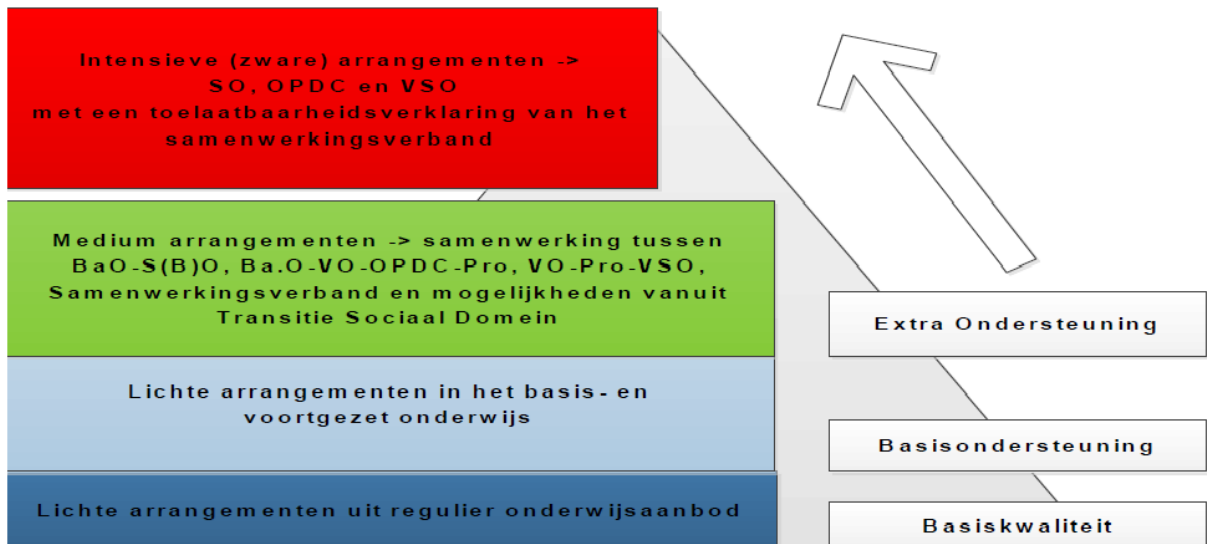 Intensieve (zware) arrangementen ->
SO, OPDC en VSO
met een toelaatbaarheidsverklaring van het
samenwerkingsverband
Medium arrangementen -> samenwerking tussen
BaO-S(B)O, Ba.O-VO-OPDC-Pro, VO-Pro-VSO,
Samenwerkingsverband en mogelijkheden vanuit
Transitie Sociaal Domein
Extra Ondersteuning
Lichte arrangementen in het basis- en
voortgezet onderwijs
Basisondersteuning
Lichte arrangementen uit regulier onderwijsaanbod
Basiskwaliteit